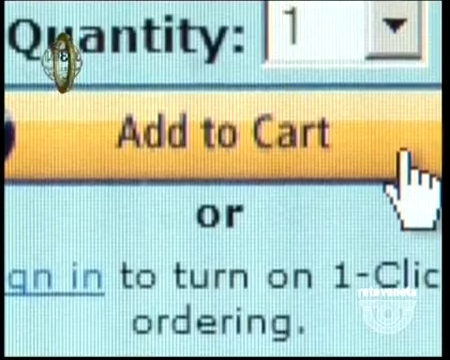 Quantity: 1
Add to Cart
or
gn in to turn on 1-Clic
ordering.